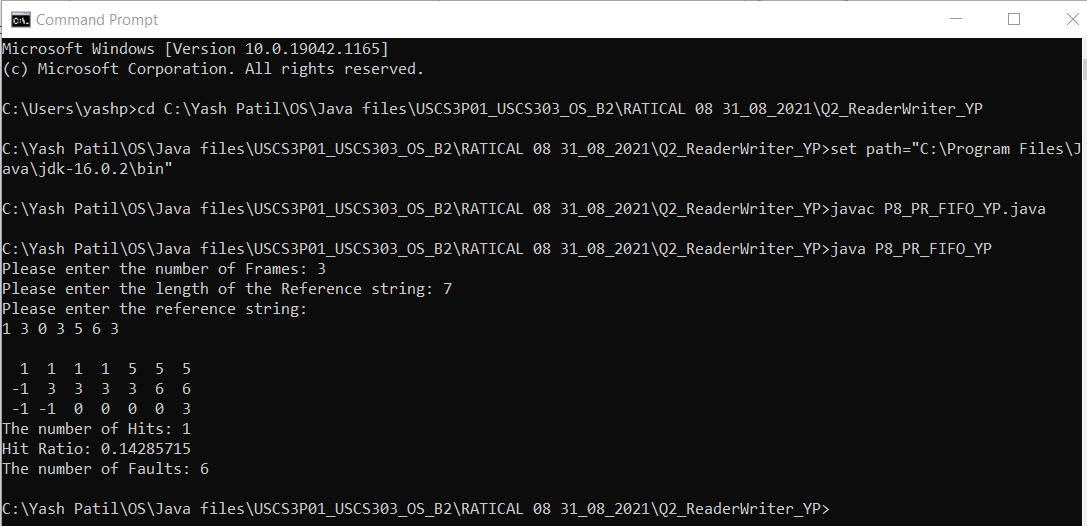 Command Prompt
Microsoft Windows [Version 10.0.19042.1165]
(c) Microsoft Corporation. All rights reserved.
C:\Users\yashp>cd C:\Yash Patil\OS\Java files\USCS3P01_USCS303_OS_B2\RATICAL 08 31_08_2021\Q2_ReaderWriter_YP
C:\Yash Patil\OS\Java files\USCS3P01_USCS303_OS_B2\RATICAL 08 31_08_2021\Q2_ReaderWriter_YP>set path="C:\Program Files\J
ava\jdk-16.0.2\bin"
C:\Yash Patil\OS\Java files\USCS3P01_USCS303_OS_B2\RATICAL 08 31_08_2021\Q2_ReaderWriter_YP>javac P8_PR_FIFO_YP.java
C:\Yash Patil\OS\Java files\USCS3P01_USCS303_OS_B2\RATICAL 08 31_08_2021\Q2_ReaderWriter_YP>java P8_PR_FIFO_YP
Please enter the number of Frames: 3
Please enter the length of the Reference string: 7
Please enter the reference string:
1 3 0 3 5 6 3
1 1 1 1 5 5 5
-1 3 3 3 3 6 6
-1 -1 0 0 0 0 3
The number of Hits: 1
Hit Ratio: 0.14285715
The number of Faults: 6
C:\Yash Patil\OS\Java files\USCS3P01_USCS303_OS_B2\RATICAL 08 31_08_2021\Q2_ReaderWriter_YP>